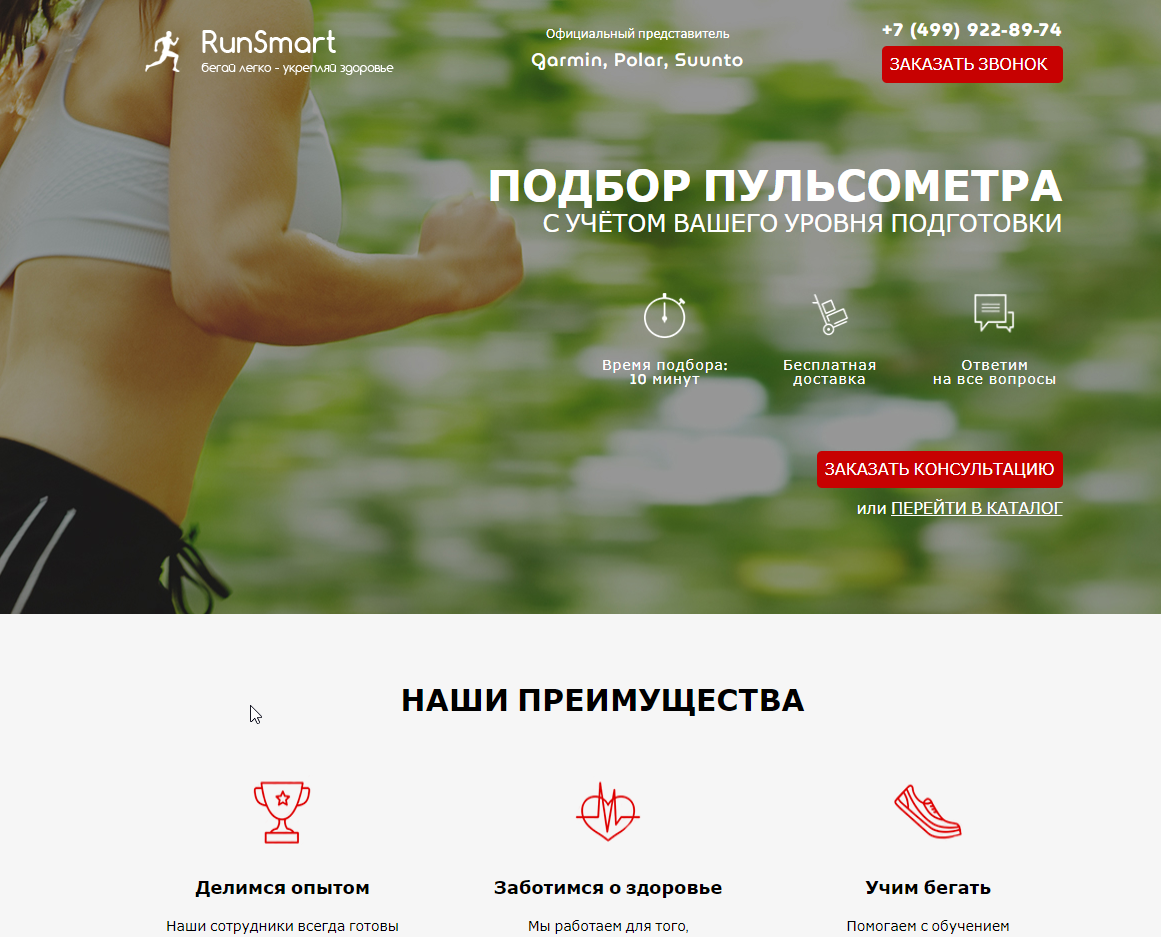 RunSmart
бегай легко - укрепляй здоровье
Официальный представитель
Garmin, Polar, Suunto
+7 (499) 922-89-74
ЗАКАЗАТЬ ЗВОНОК
ПОДБОР ПУЛЬСОМЕТРА
С УЧЁТОМ ВАШЕГО УРОВНЯ ПОДГОТОВКИ
Время подбора:
10 минут
Бесплатная
доставка
Ответим
на все вопросы
ЗАКАЗАТЬ КОНСУЛЬТАЦИЮ
или ПЕРЕЙТИ В КАТАЛОГ
НАШИ ПРЕИМУЩЕСТВА
Делимся опытом
Наши сотрудники всегда готовы
Заботимся о здоровье
Мы работаем для того,
Учим бегать
Помогаем с обучением